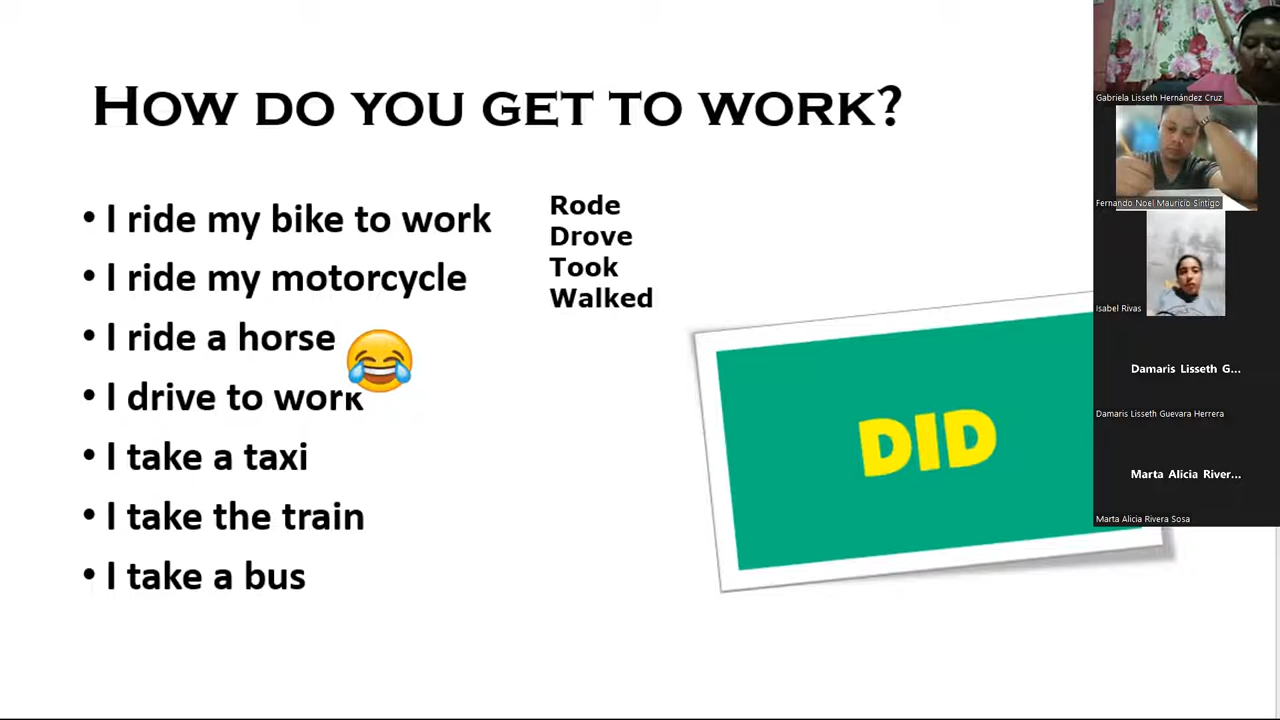 HOW DO YOU GET TO WORK?
• I ride my bike to work
• I ride my motorcycle
• I ride a horse
• I drive to work
• I take a taxi
• I take the train
• I take a bus
Rode
Drove
Took
Walked
DID
Gabriela Lisseth Hernández Cruz
Fernando Noel Mauricio Sintigo
Isabel Rivas
Damaris Lisseth G...
Damaris Lisseth Guevara Herrera
Marta Alicia River...
Marta Alicia Rivera Sosa